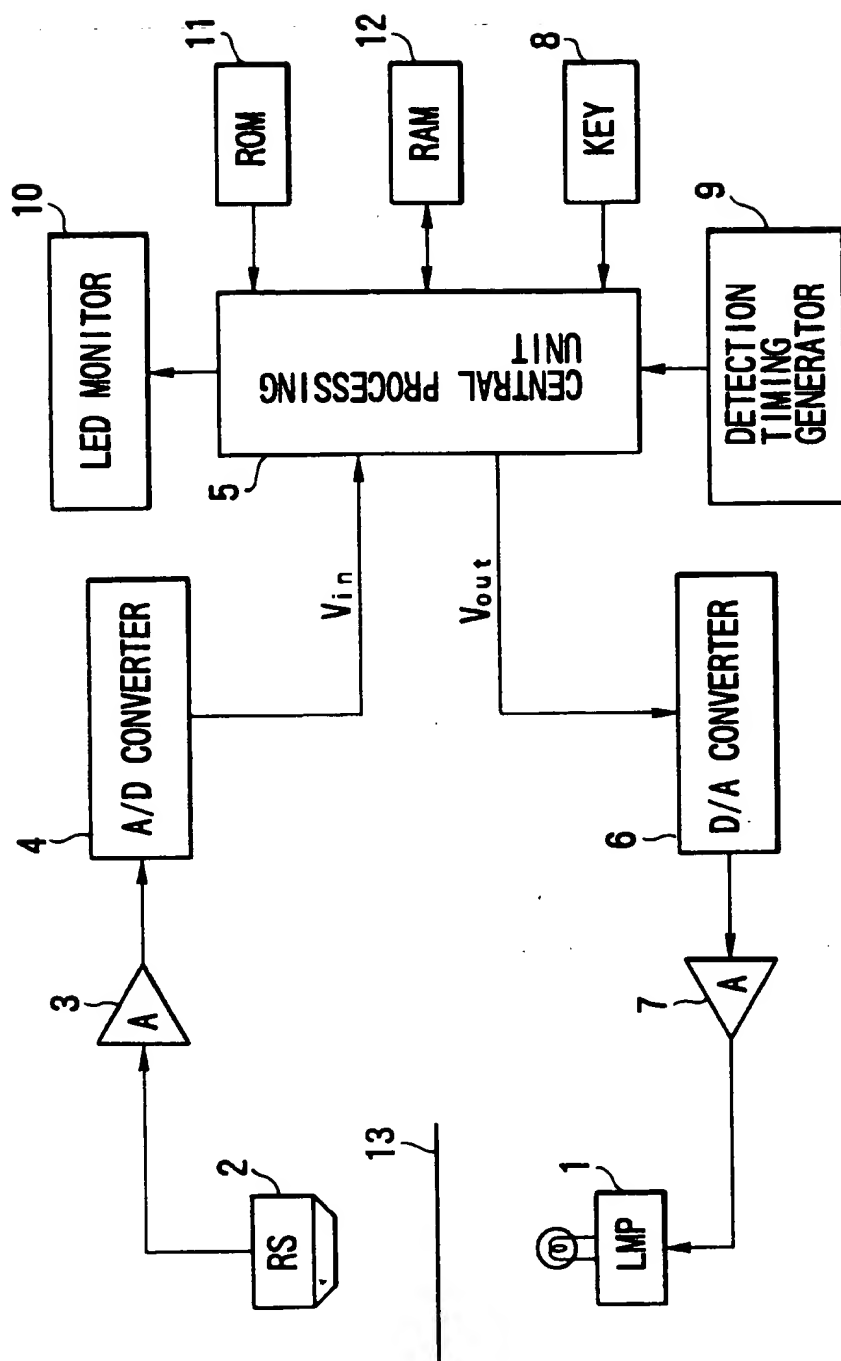 10
LED MONITOR
11
ROM
12
RAM
8
KEY
5
CENTRAL PROCESSING
UNIT
9
DETECTION
TIMING
GENERATOR
4
A/D CONVERTER
Vin
Vout
6
D/A CONVERTER
3
A
7
A
2
RS
13
1
LMP